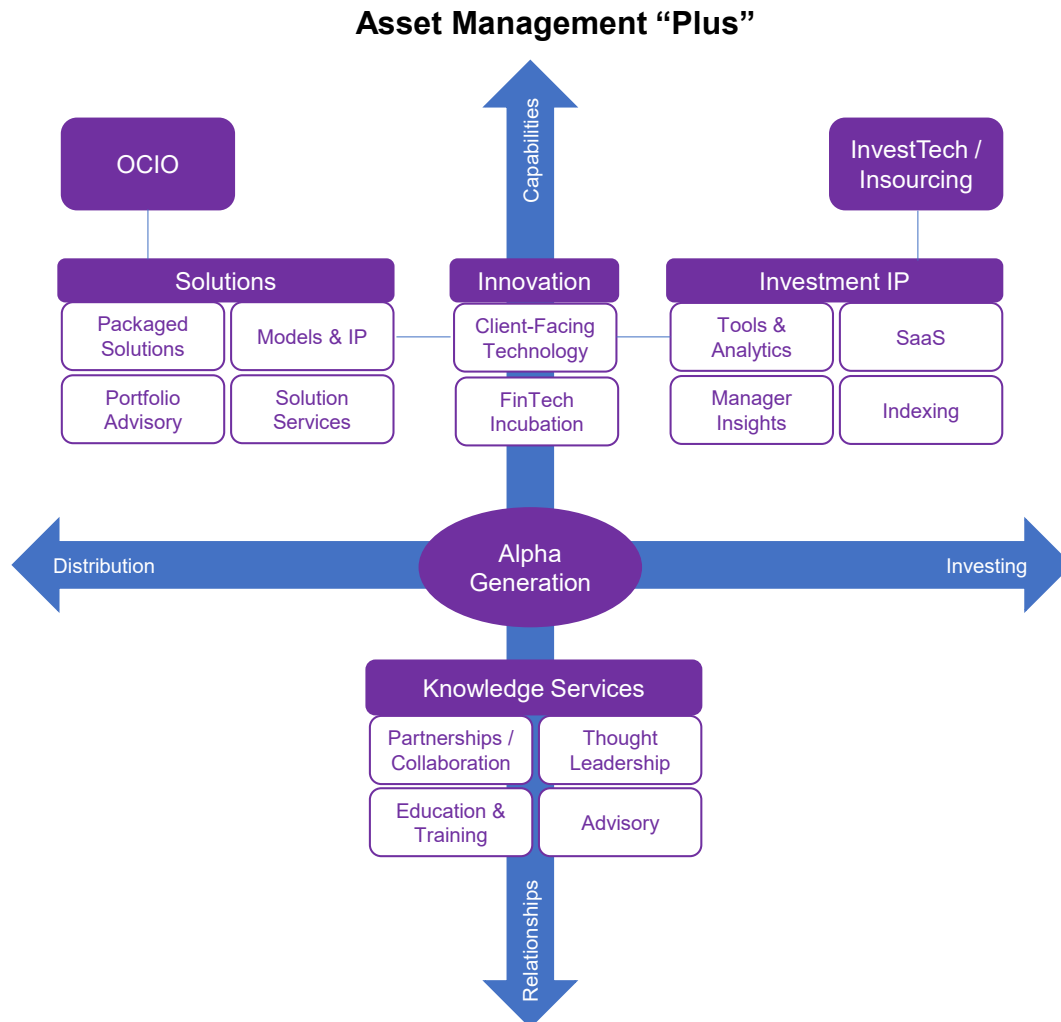 Asset Management “Plus”
Capabilities
OCIO
InvestTech /
Insourcing
Solutions
Innovation
Investment IP
Packaged
Solutions
Models & IP
Client-Facing
Technology
Tools &
Analytics
SaaS
Portfolio
Advisory
Solution
Services
FinTech
Incubation
Manager
Insights
Indexing
Distribution
Alpha
Generation
Investing
Knowledge Services
Partnerships /
Collaboration
Thought
Leadership
Education &
Training
Advisory
Relationships